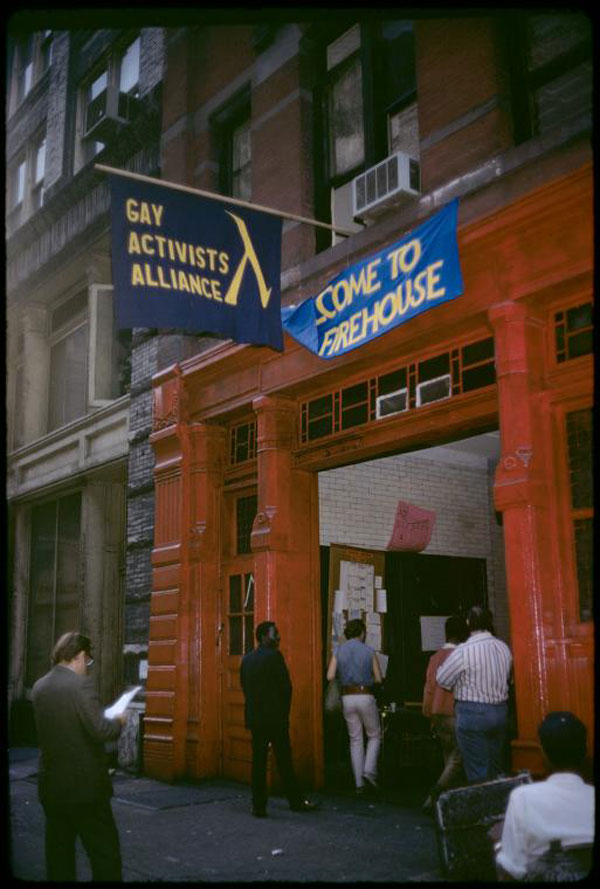 GAY
ACTIVISTS
ALLIANCE
λ
COME TO
FIREHOUSE